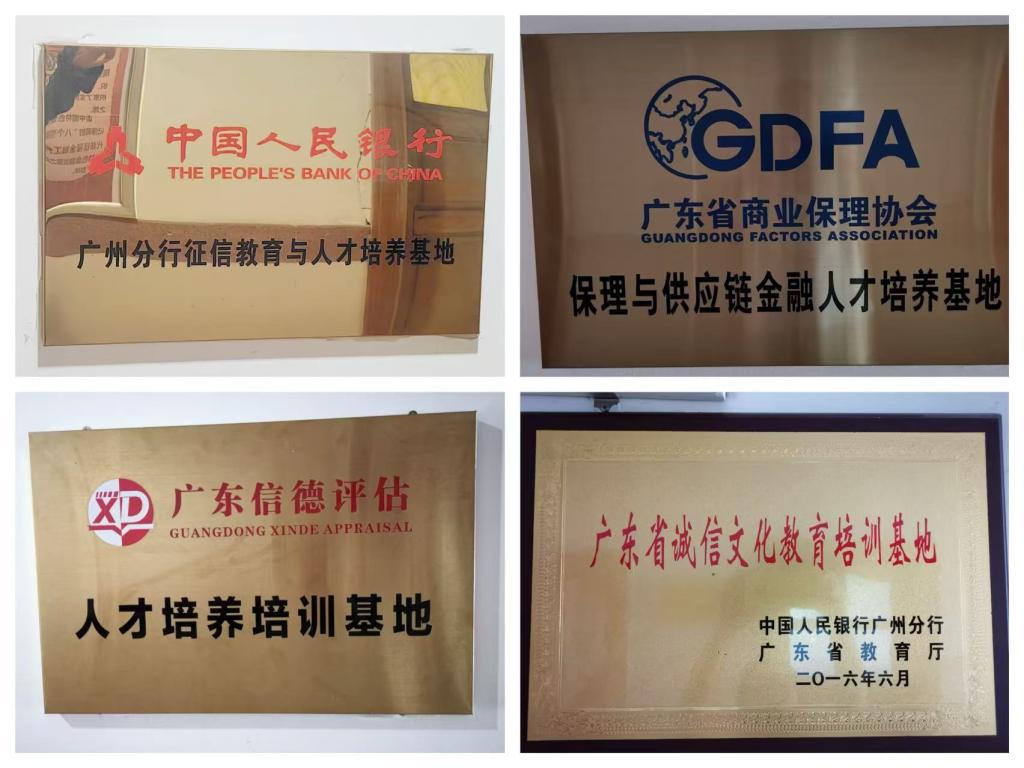 中国人民银行
THE PEOPLE'S BANK OF CHINA
广州分行征信教育与人才培养基地
GDFA
广东省商业保理协会
GUANGDONG FACTORS ASSOCIATION
保理与供应链金融人才培养基地
XD
广东信德评估
GUANGDONG XINDE APPRAISAL
人才培养培训基地
广东省诚信文化教育培训基地
中国人民银行广州分行
广东省教育厅
二〇一六年六月